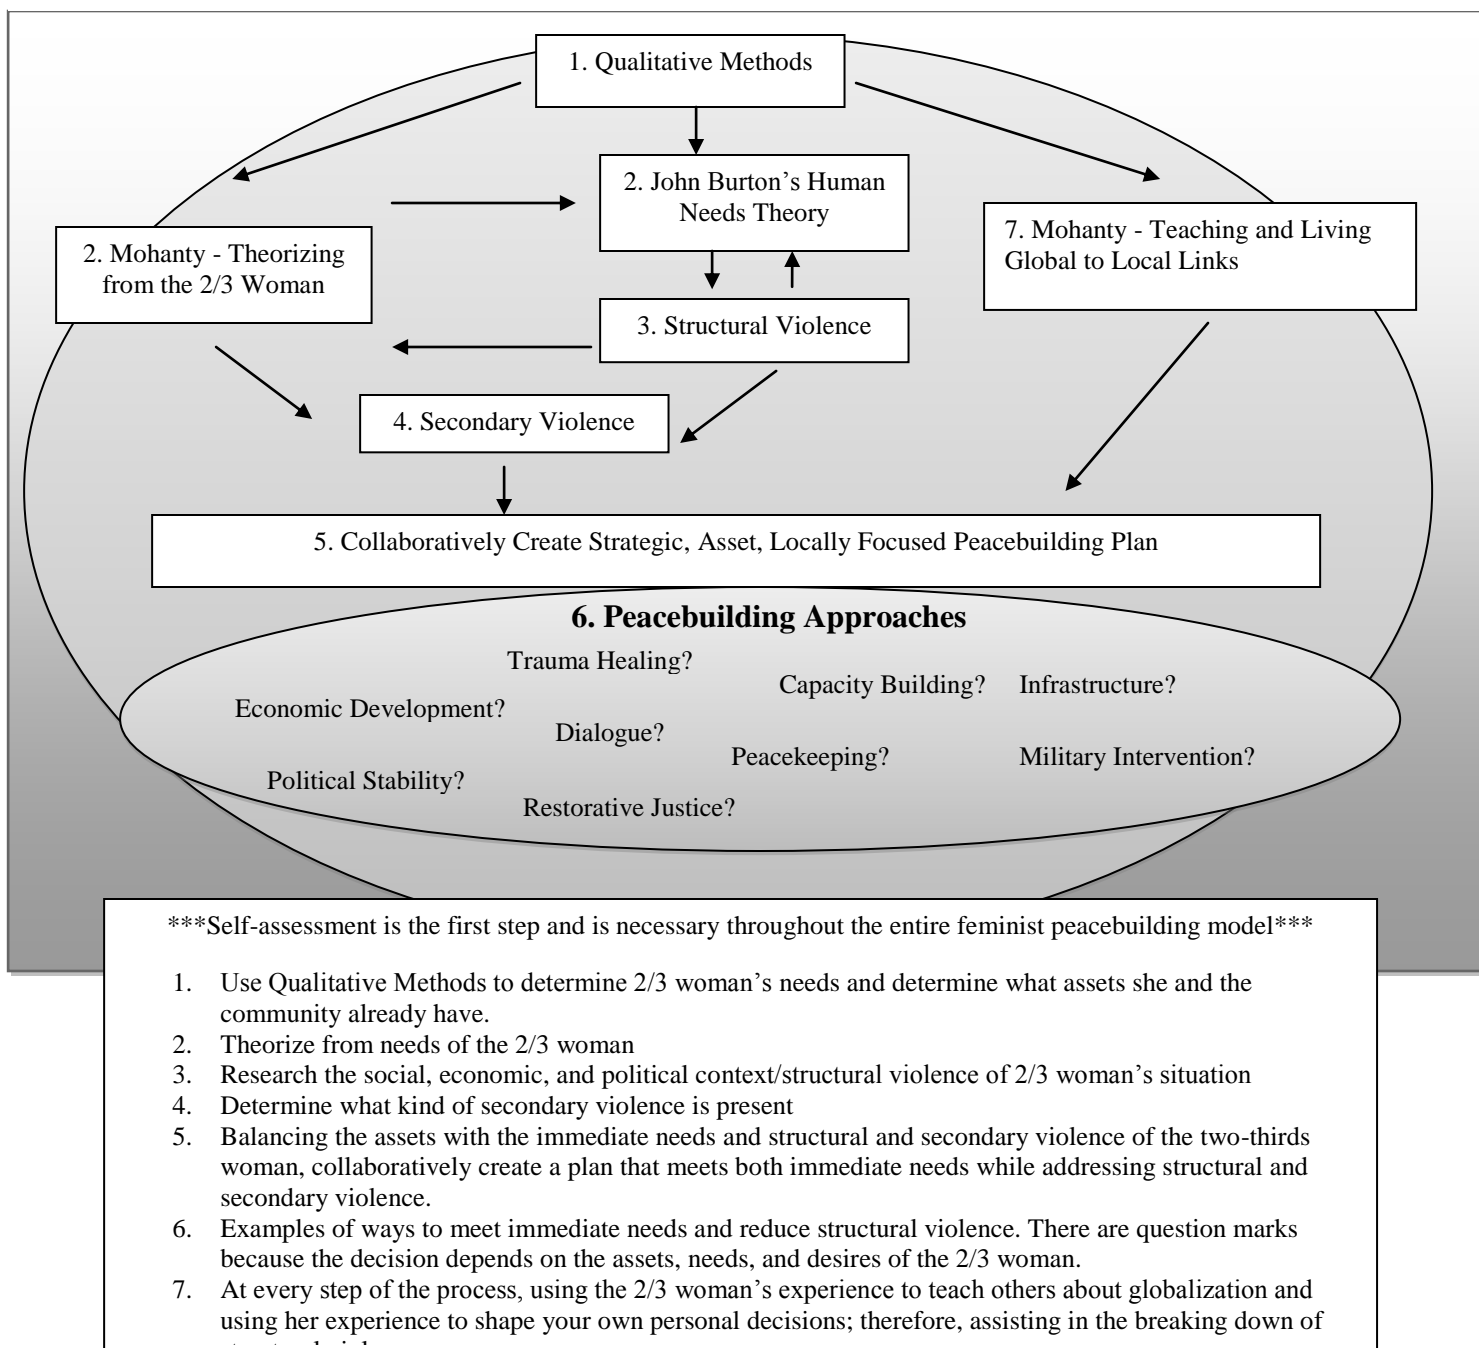 1. Qualitative Methods
2. John Burton’s Human
Needs Theory
2. Mohanty - Theorizing
from the 2/3 Woman
7. Mohanty - Teaching and Living
Global to Local Links
3. Structural Violence
4. Secondary Violence
5. Collaboratively Create Strategic, Asset, Locally Focused Peacebuilding Plan
6. Peacebuilding Approaches
Trauma Healing?
Capacity Building?
Infrastructure?
Economic Development?
Dialogue?
Peacekeeping?
Military Intervention?
Political Stability?
Restorative Justice?
***Self-assessment is the first step and is necessary throughout the entire feminist peacebuilding model***
1. Use Qualitative Methods to determine 2/3 woman’s needs and determine what assets she and the
community already have.
2. Theorize from needs of the 2/3 woman
3. Research the social, economic, and political context/structural violence of 2/3 woman’s situation
4. Determine what kind of secondary violence is present
5. Balancing the assets with the immediate needs and structural and secondary violence of the two-thirds
woman, collaboratively create a plan that meets both immediate needs while addressing structural and
secondary violence.
6. Examples of ways to meet immediate needs and reduce structural violence. There are question marks
because the decision depends on the assets, needs, and desires of the 2/3 woman.
7. At every step of the process, using the 2/3 woman’s experience to teach others about globalization and
using her experience to shape your own personal decisions; therefore, assisting in the breaking down of